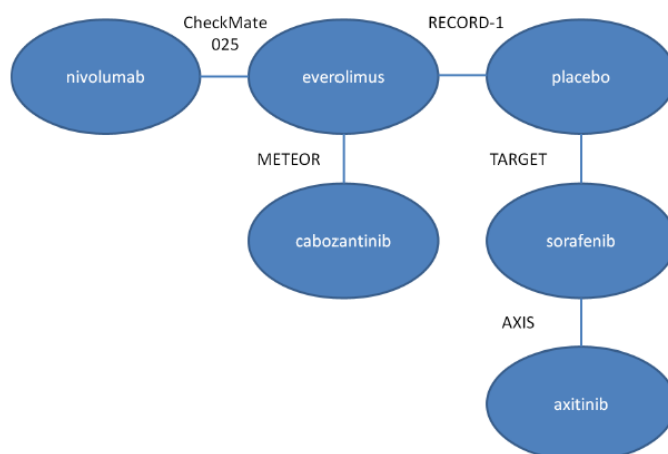 CheckMate
025
RECORD-1
nivolumab
everolimus
placebo
METEOR
TARGET
cabozantinib
sorafenib
AXIS
axitinib